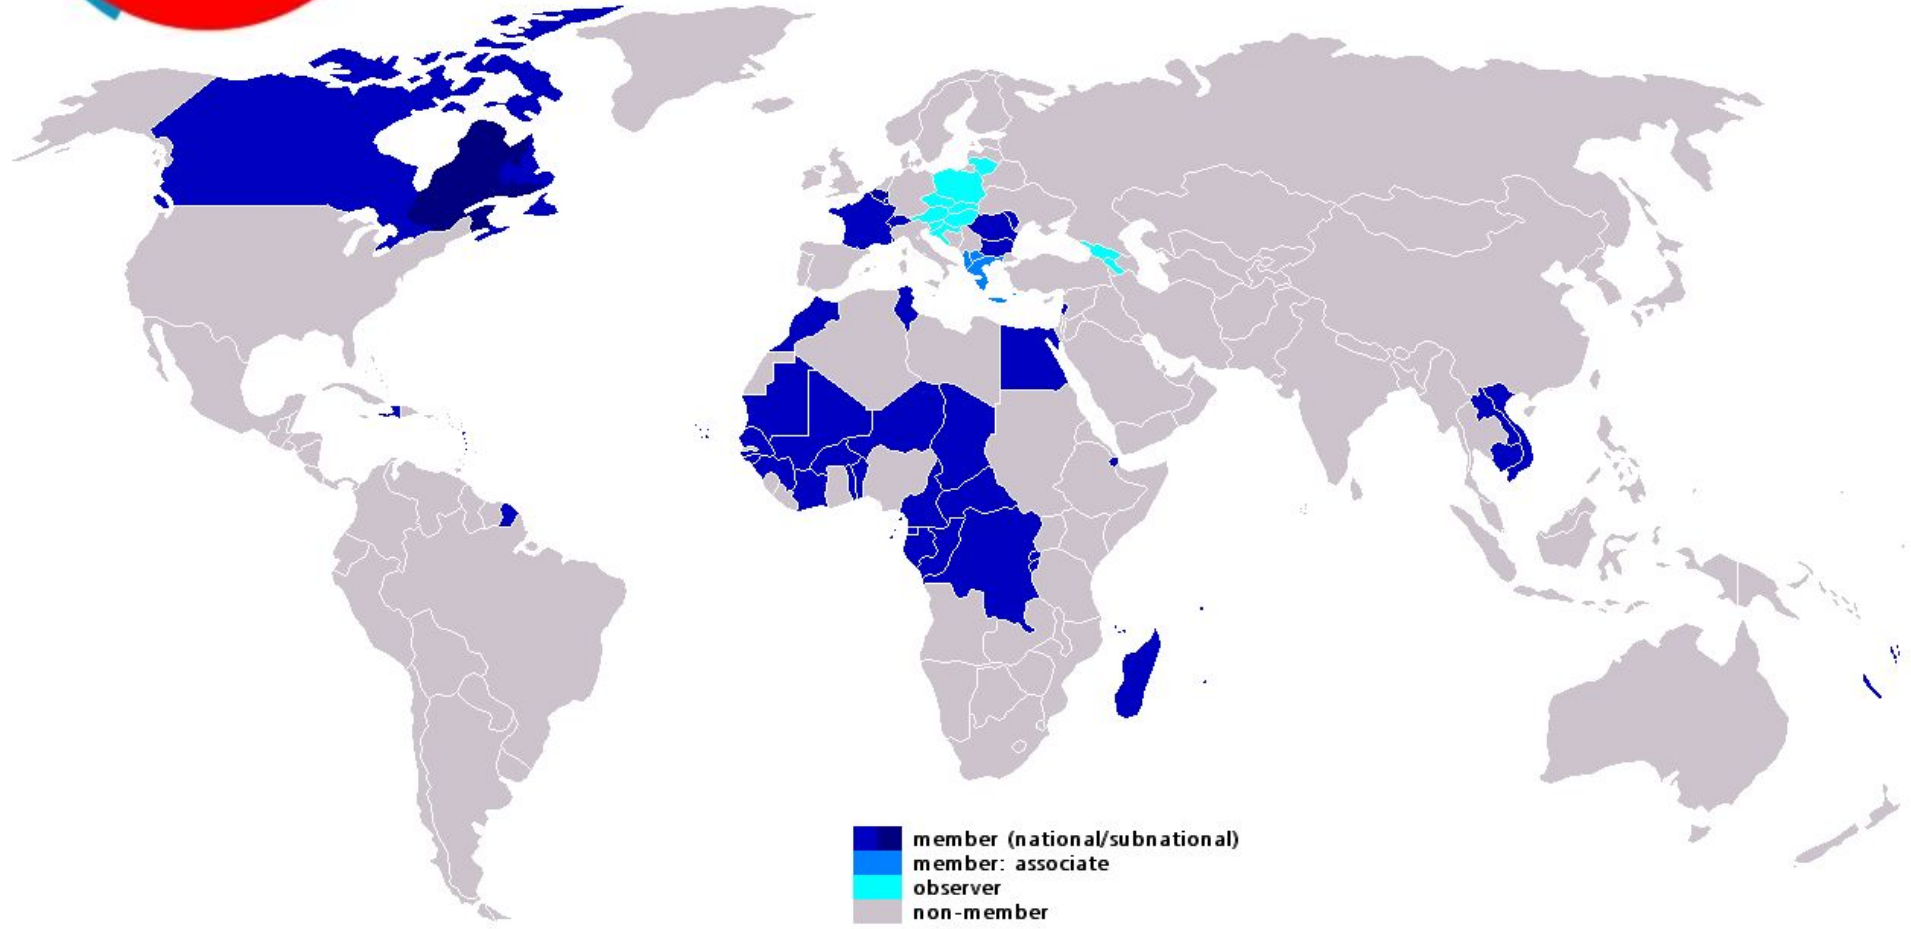 member (national/subnational)
member: associate
observer
non-member